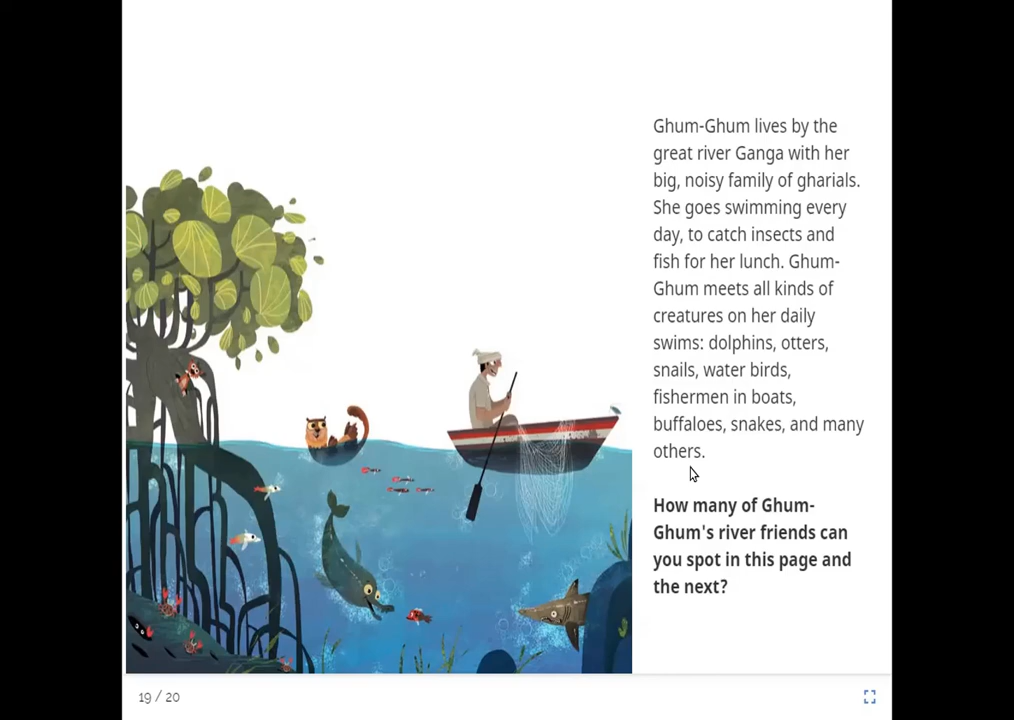 Ghum-Ghum lives by the
great river Ganga with her
big, noisy family of gharials.
She goes swimming every
day, to catch insects and
fish for her lunch. Ghum-
Ghum meets all kinds of
creatures on her daily
swims: dolphins, otters,
snails, water birds,
fishermen in boats,
buffaloes, snakes, and many
others.
How many of Ghum-
Ghum's river friends can
you spot in this page and
the next?
19 / 20